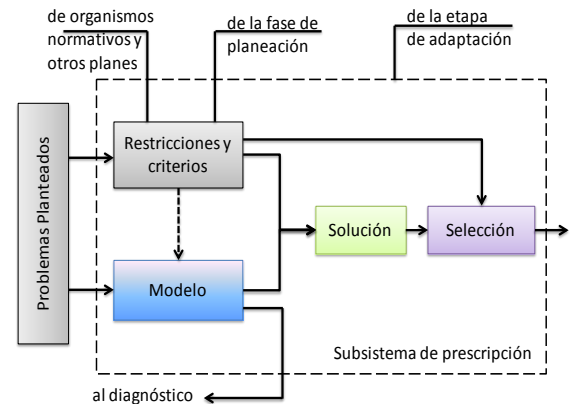 de organismos
normativos y
otros planes
de la fase de
planeación
de la etapa
de adaptación
Problemas Planteados
Restricciones y
criterios
Modelo
Solución
Selección
Subsistema de prescripción
al diagnóstico